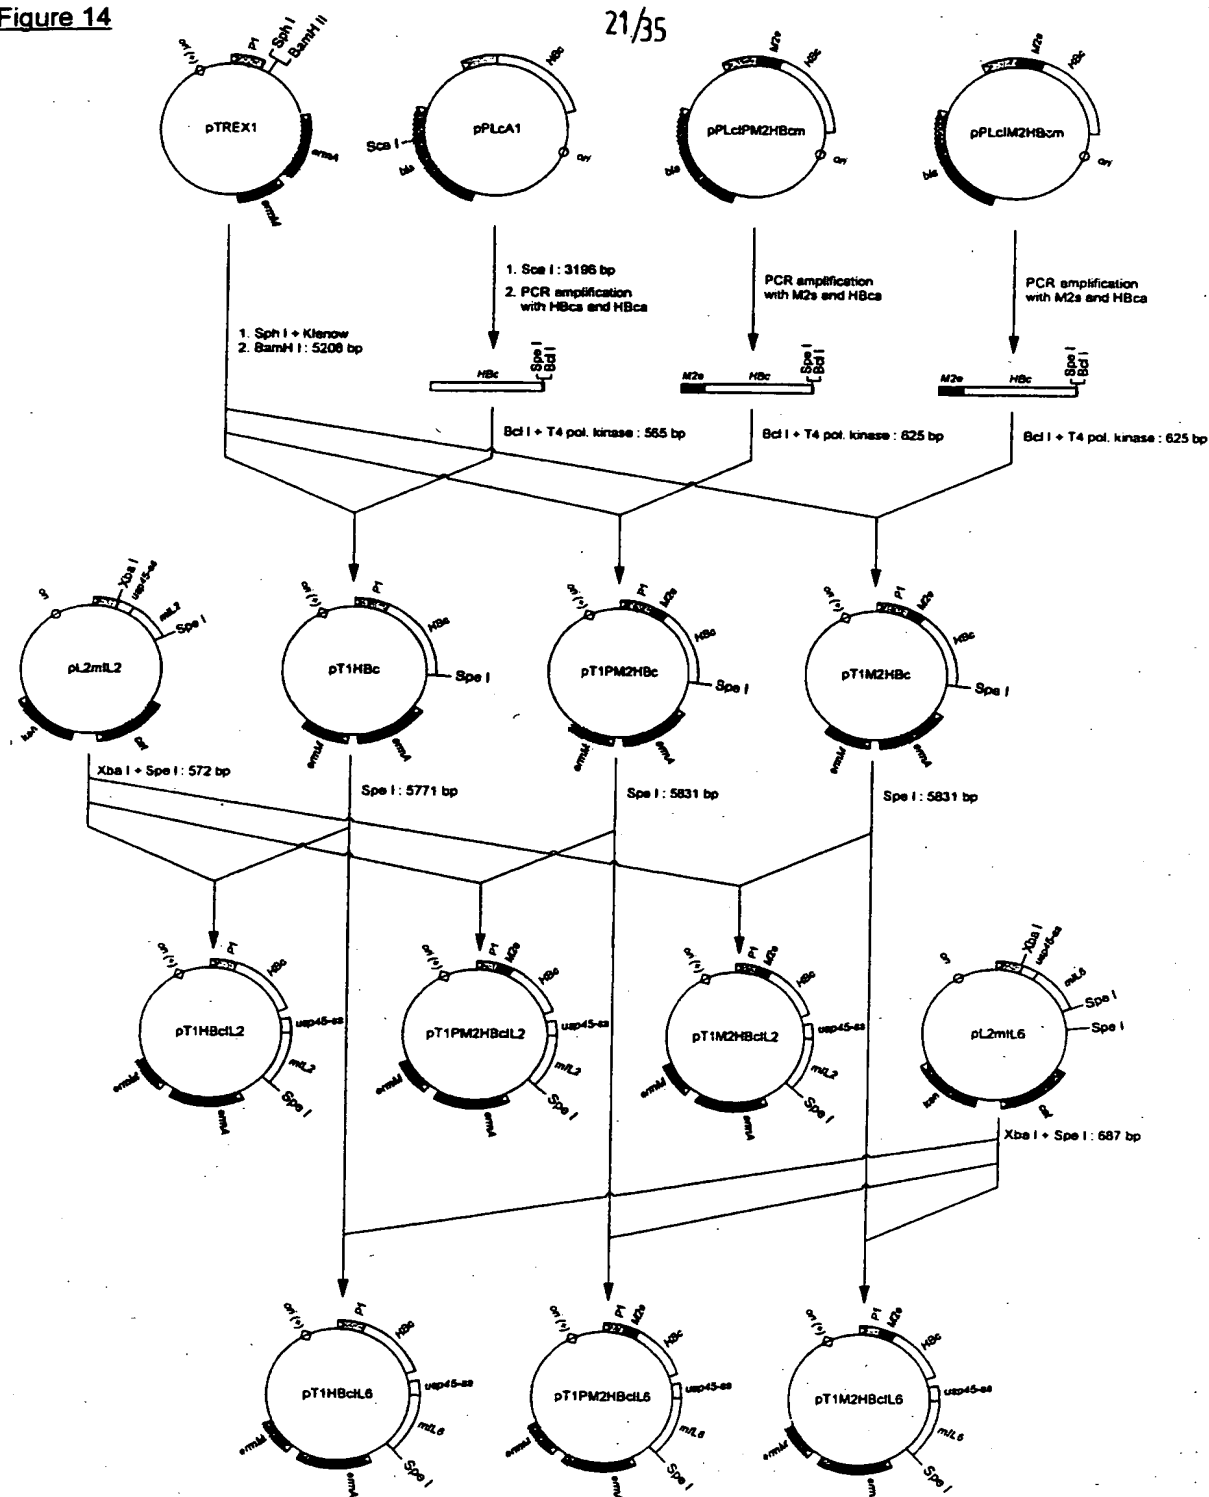 Figure 14
21/35
ori (+)
P1
Sph I
BamH II
pTREX1
ermA
ermM
HBc
pPLcA1
Sca I
bla
ori
M2e
HBc
pPLcIPM2HBcm
bla
ori
M2e
HBc
pPLcIM2HBcm
bla
ori
1. Sph I + Klenow
2. BamH I : 5208 bp
1. Sca I : 3196 bp
2. PCR amplification
with HBcs and HBca
PCR amplification
with M2s and HBca
PCR amplification
with M2s and HBca
HBc
Spe I
Bcl I
M2e
HBc
Spe I
Bcl I
M2e
HBc
Spe I
Bcl I
Bcl I + T4 pol. kinase : 565 bp
Bcl I + T4 pol. kinase : 625 bp
Bcl I + T4 pol. kinase : 625 bp
ori
Xba I
usp45-ss
mIL2
Spe I
pL2mIL2
ori (+)
P1
HBc
pT1HBc
Spe I
ermM
ermA
ori (+)
P1
M2e
HBc
pT1PM2HBc
Spe I
ermM
ermA
ori (+)
P1
M2e
HBc
pT1M2HBc
Spe I
ermM
ermA
Xba I + Spe I : 572 bp
Spe I : 5771 bp
Spe I : 5831 bp
Spe I : 5831 bp
ori (+)
P1
HBc
pT1HBcIL2
usp45-ss
mIL2
Spe I
ermM
ermA
ori (+)
P1
M2e
HBc
pT1PM2HBcIL2
usp45-ss
mIL2
Spe I
ermM
ermA
ori (+)
P1
M2e
HBc
pT1M2HBcIL2
usp45-ss
mIL2
Spe I
ermM
ermA
Xba I
usp45-ss
mIL6
Spe I
Spe I
pL2mIL6
Xba I + Spe I : 687 bp
ori (+)
P1
HBc
pT1HBcIL6
usp45-ss
mIL6
Spe I
ermM
ermA
ori (+)
P1
M2e
HBc
pT1PM2HBcIL6
usp45-ss
mIL6
Spe I
ermM
ori (+)
P1
M2e
HBc
pT1M2HBcIL6
usp45-ss
mIL6
Spe I
ermM